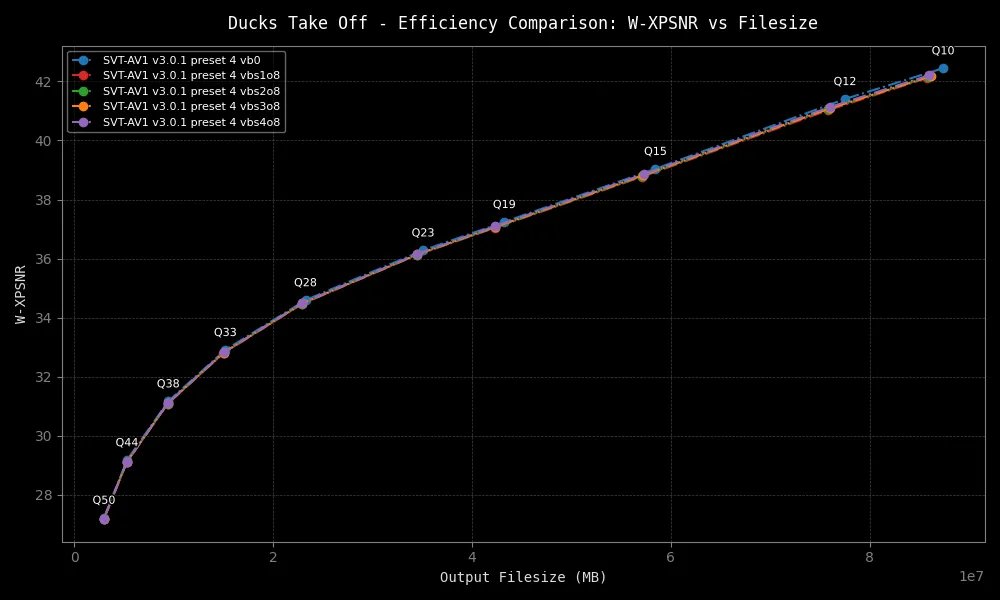 Ducks Take Off - Efficiency Comparison: W-XPSNR vs Filesize
SVT-AV1 v3.0.1 preset 4 vb0
SVT-AV1 v3.0.1 preset 4 vbs1o8
SVT-AV1 v3.0.1 preset 4 vbs2o8
SVT-AV1 v3.0.1 preset 4 vbs3o8
SVT-AV1 v3.0.1 preset 4 vbs4o8
Q10
Q12
Q15
Q19
Q23
Q28
Q33
Q38
Q44
Q50
W-XPSNR
42
40
38
36
34
32
30
28
0
2
4
6
8
1e7
Output Filesize (MB)